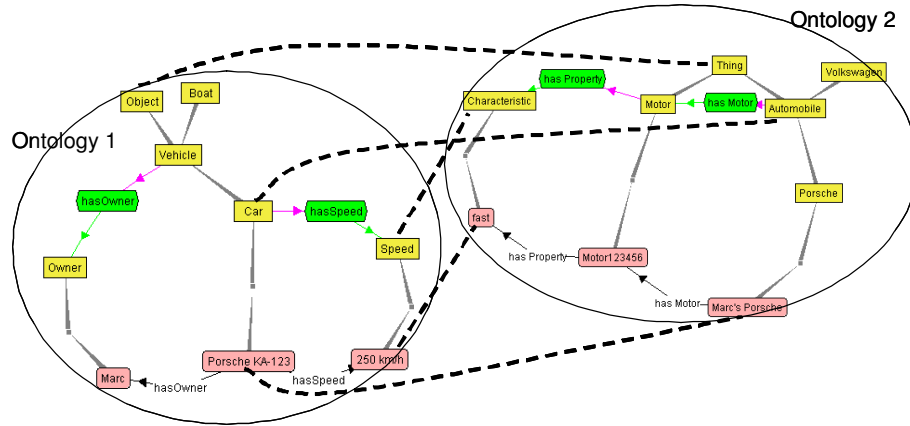 Ontology 2
Thing
Volkswagen
has Property
Characteristic
Motor
has Motor
Automobile
Object
Boat
Ontology 1
Vehicle
Porsche
hasOwner
Car
hasSpeed
fast
Speed
Owner
has Property
Motor123456
has Motor
Marc's Porsche
Porsche KA-123
250 km/h
Marc
hasOwner
hasSpeed